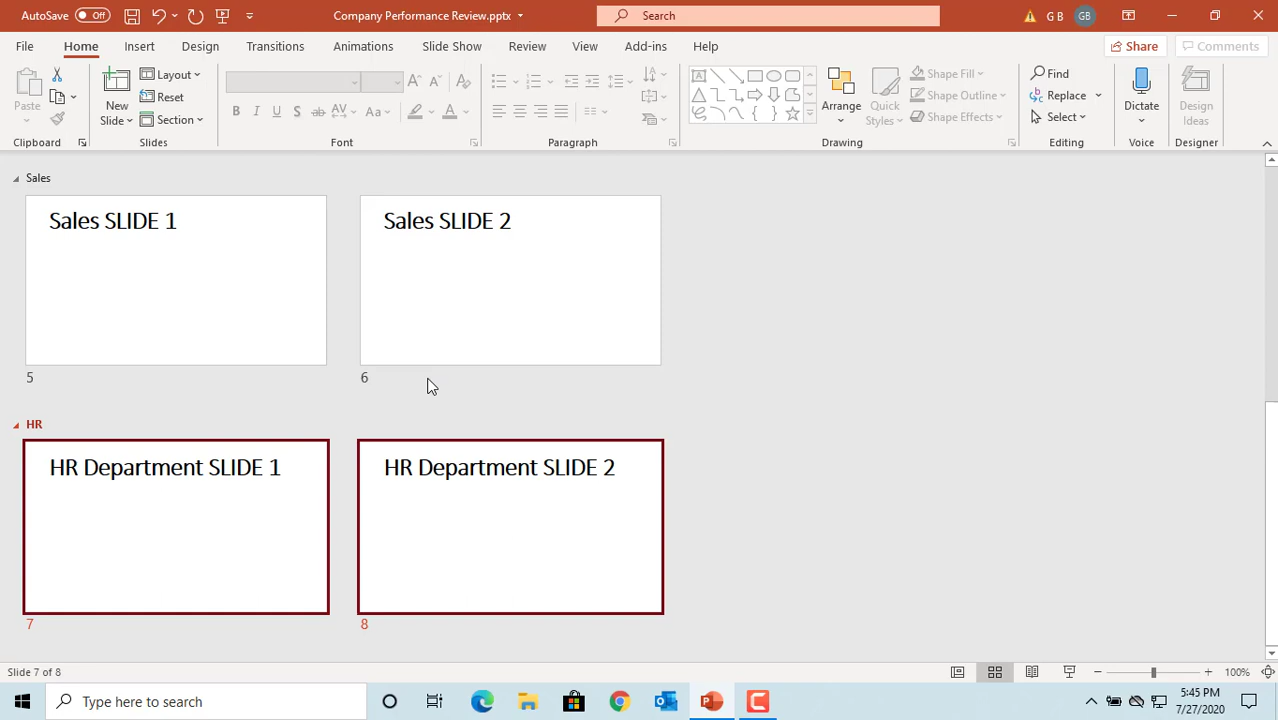 AutoSave Off Company Performance Review.pptx Search G B GB
File Home Insert Design Transitions Animations Slide Show Review View Add-ins Help Share Comments
Paste
Clipboard
New
Slide
Layout
Reset
Section
Slides
B I U S ab AV Aa A
Font
Paragraph
Arrange
Quick
Styles
Shape Fill
Shape Outline
Shape Effects
Drawing
Find
Replace
Select
Editing
Dictate
Voice
Design
Ideas
Designer
Sales
Sales SLIDE 1
5
Sales SLIDE 2
6
HR
HR Department SLIDE 1
7
HR Department SLIDE 2
8
Slide 7 of 8 100%
Type here to search
5:45 PM
7/27/2020